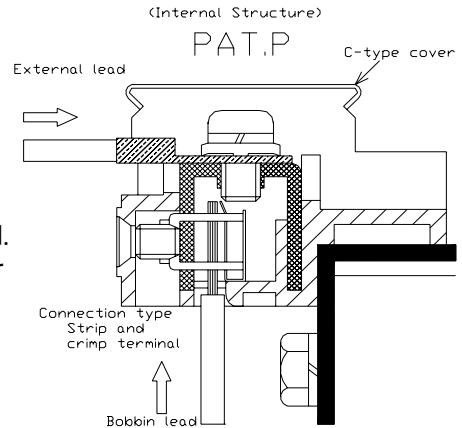 (Internal Structure)
PAT.P
C-type cover
External lead
Connection type
Strip and
crimp terminal
Bobbin lead